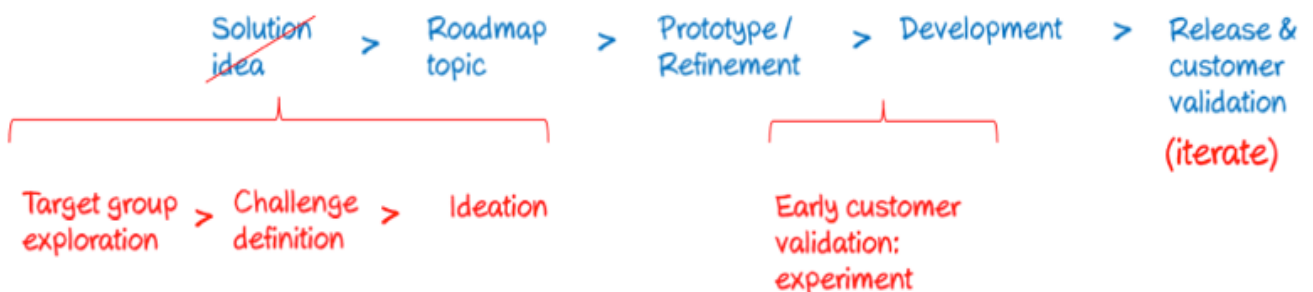 Solution idea > Roadmap topic > Prototype / Refinement > Development > Release & customer validation
(iterate)
Target group exploration > Challenge definition > Ideation
Early customer validation: experiment